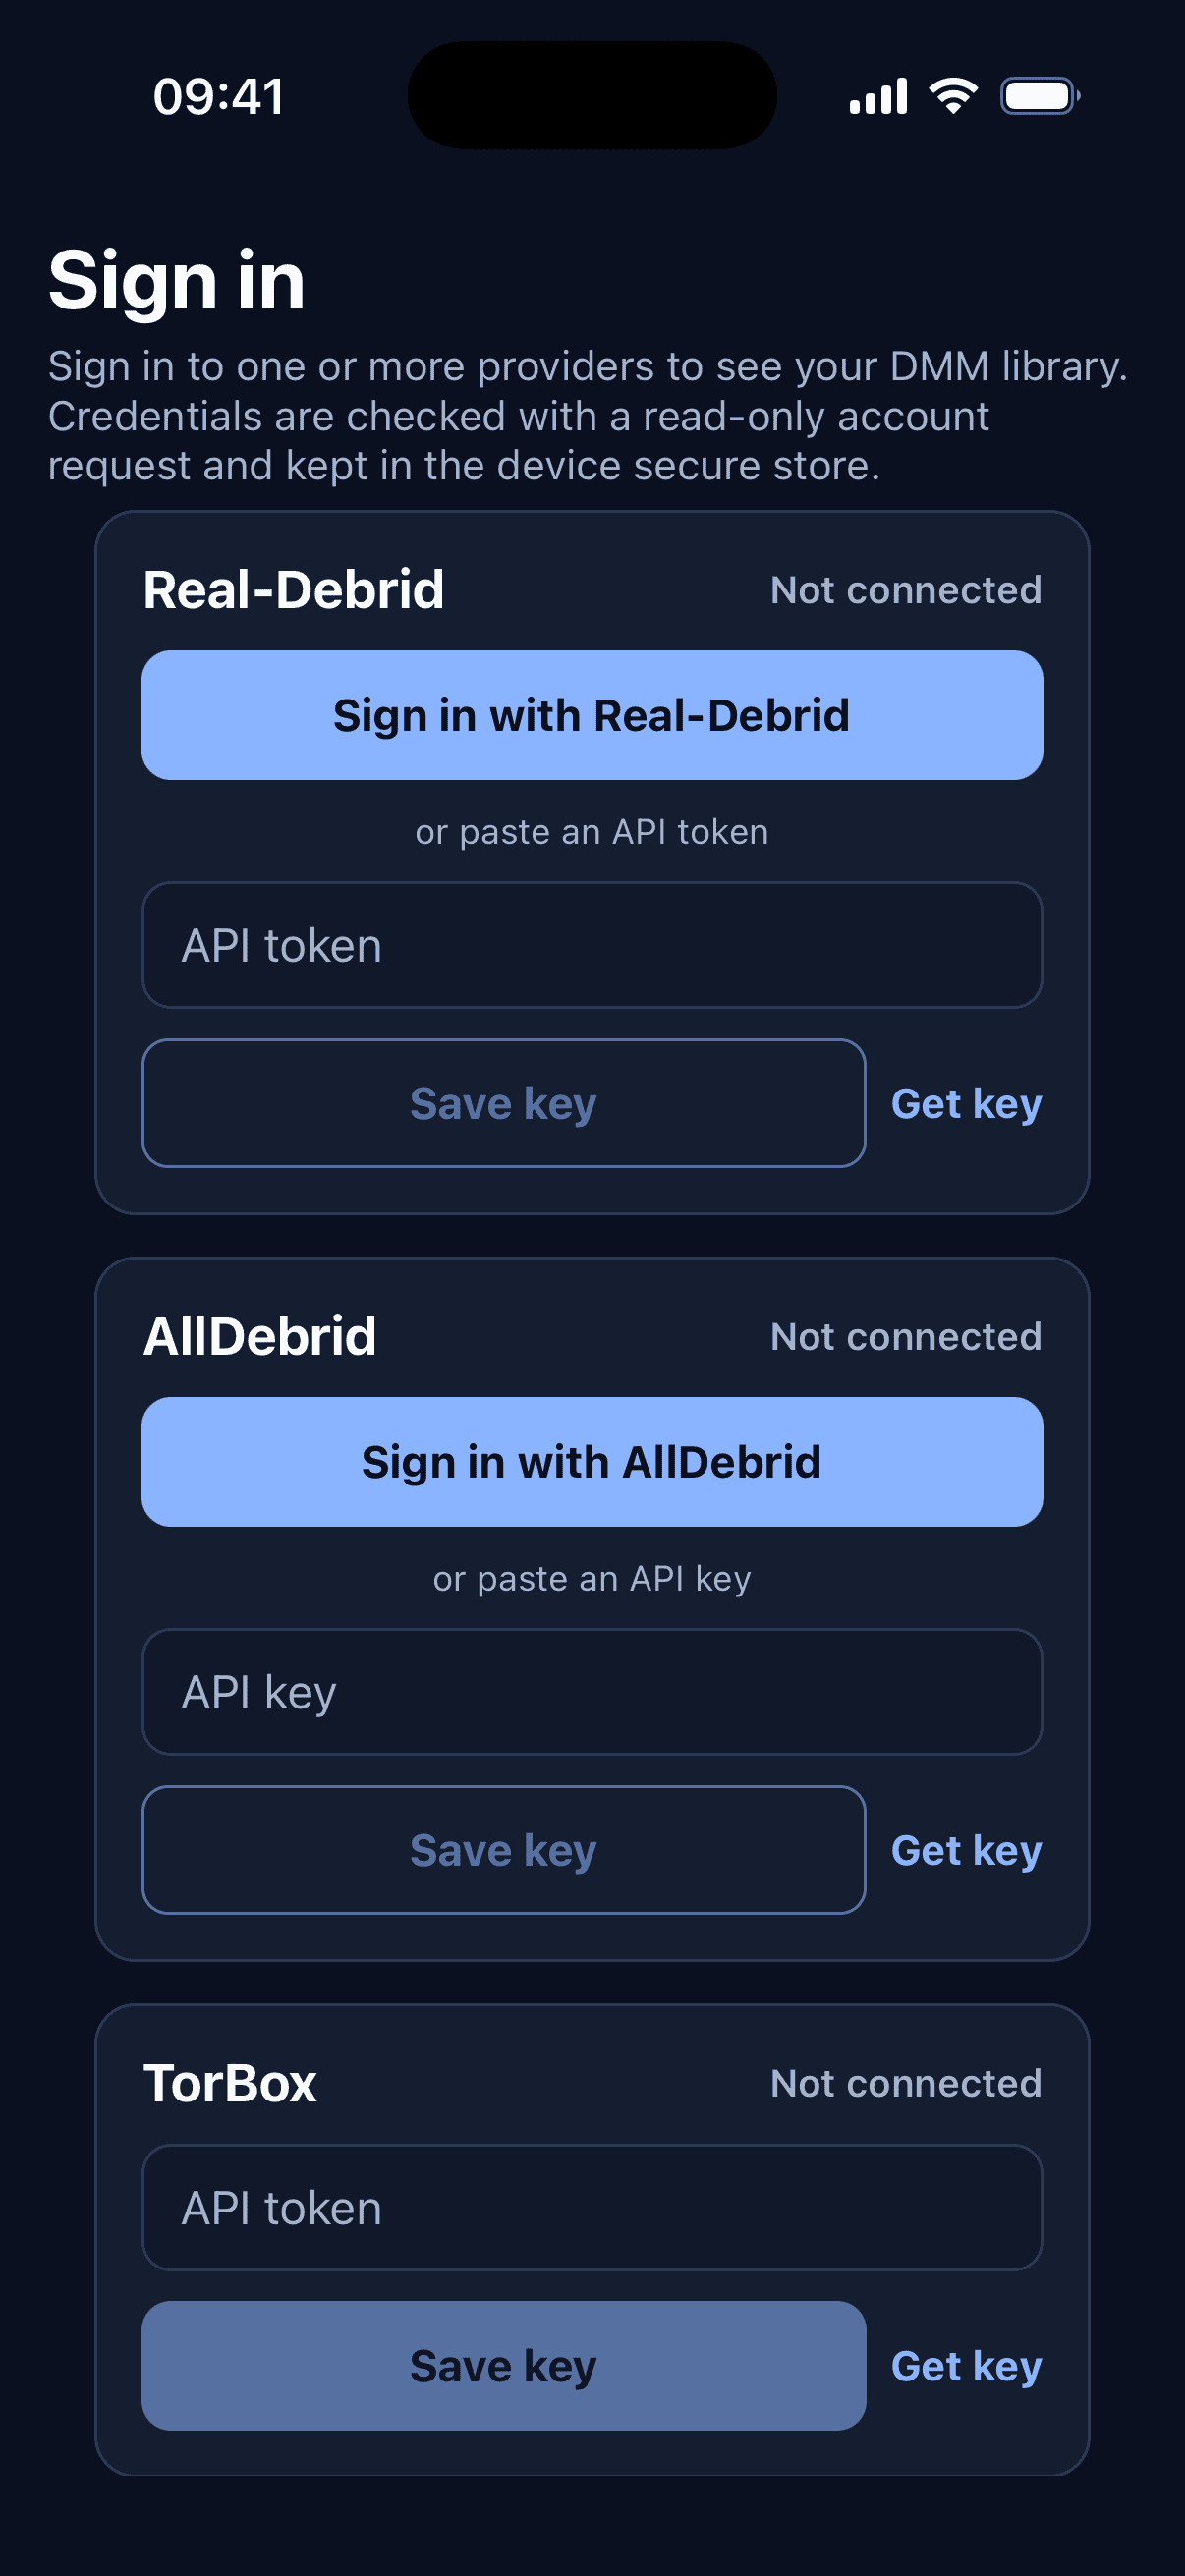 09:41
Sign in
Sign in to one or more providers to see your DMM library.
Credentials are checked with a read-only account
request and kept in the device secure store.
Real-Debrid
Not connected
Sign in with Real-Debrid
or paste an API token
API token
Save key
Get key
AllDebrid
Not connected
Sign in with AllDebrid
or paste an API key
API key
Save key
Get key
TorBox
Not connected
API token
Save key
Get key